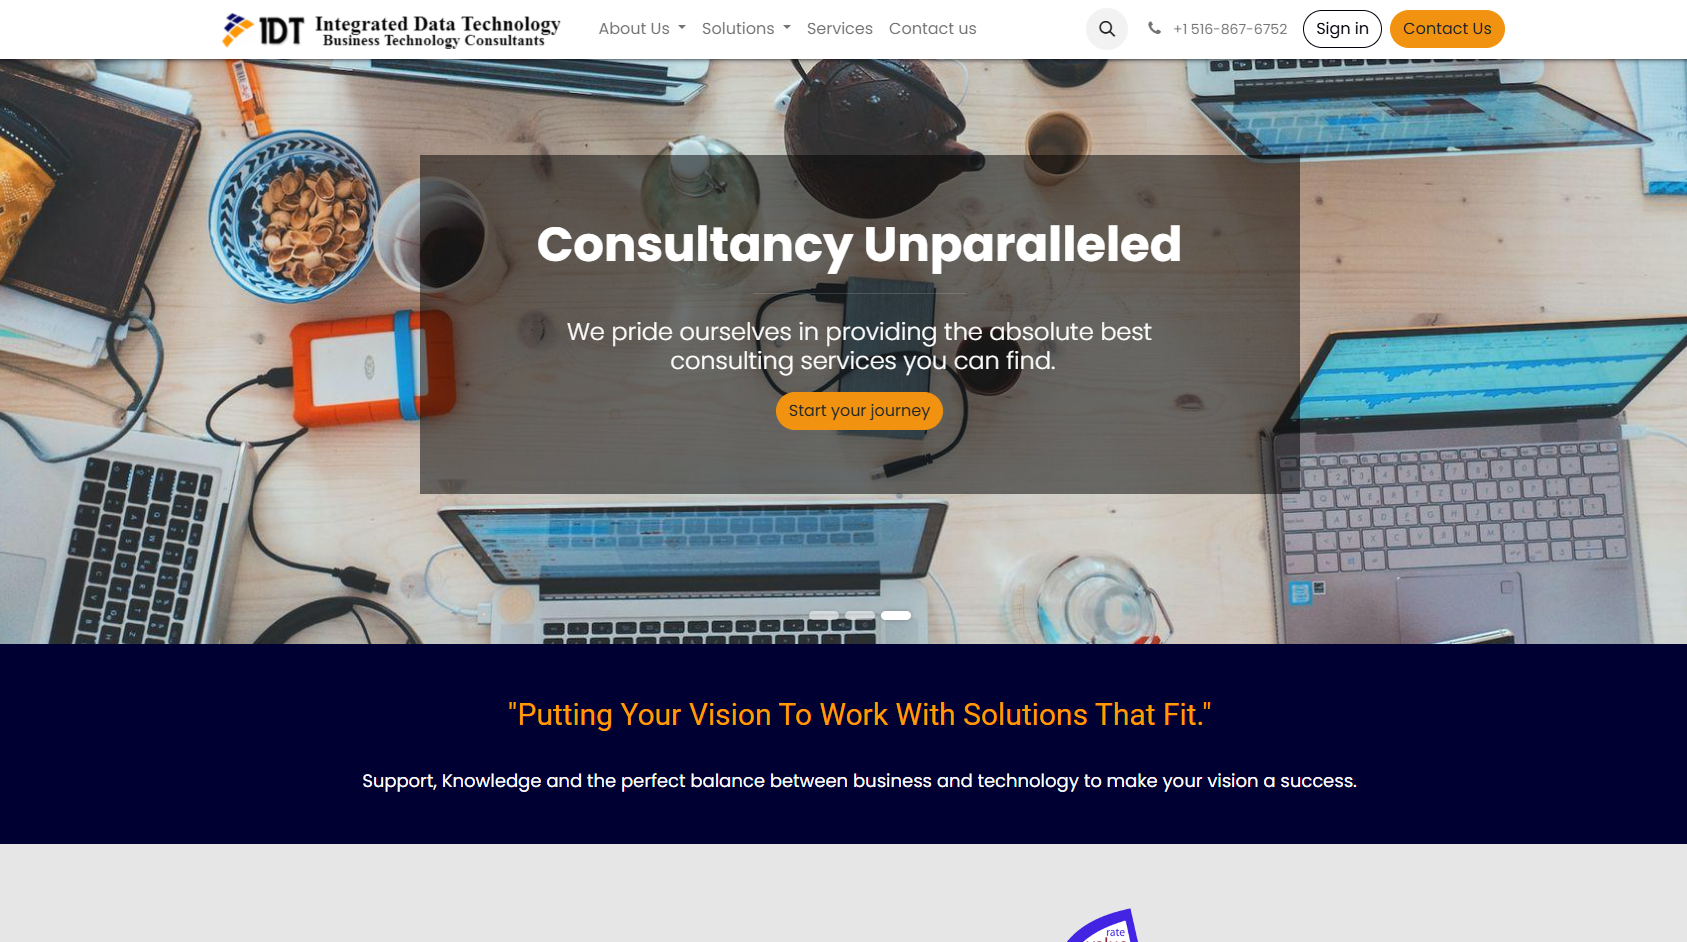 IDT Integrated Data Technology
Business Technology Consultants
About Us Solutions Services Contact us
+1 516-867-6752 Sign in Contact Us
Consultancy Unparalleled
We pride ourselves in providing the absolute best
consulting services you can find.
Start your journey
"Putting Your Vision To Work With Solutions That Fit."
Support, Knowledge and the perfect balance between business and technology to make your vision a success.
rate